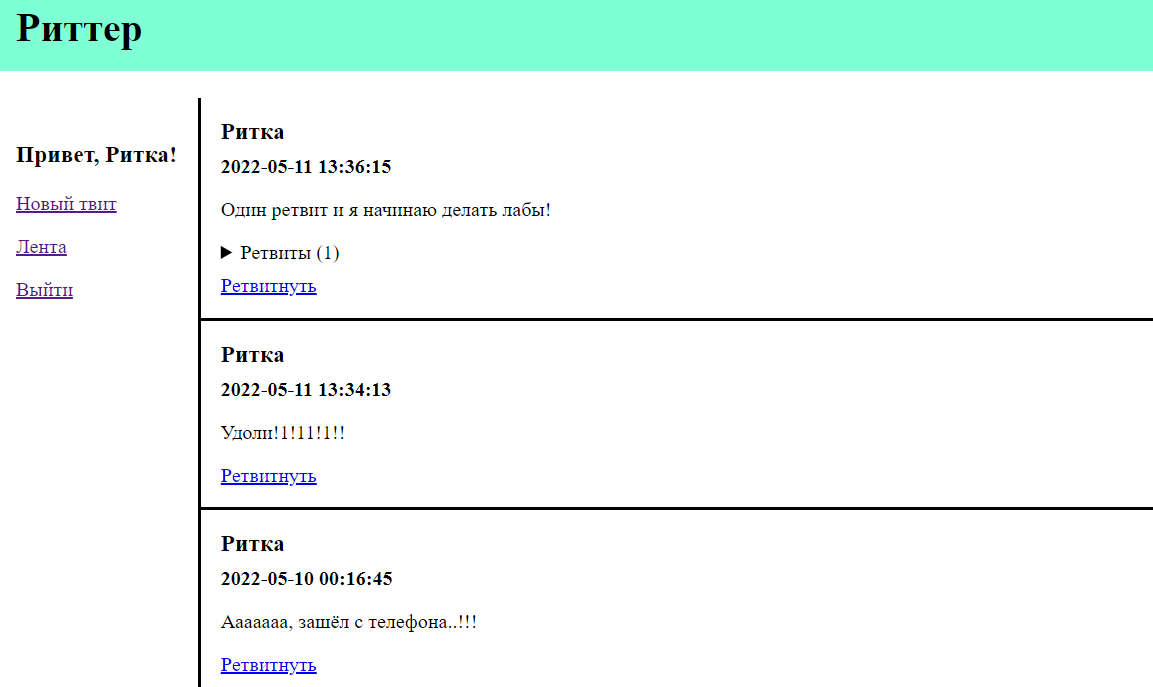 Риттер
Привет, Ритка!
Новый твит
Лента
Выйти
Ритка
2022-05-11 13:36:15
Один ретвит и я начинаю делать лабы!
Ретвиты (1)
Ретвитнуть
Ритка
2022-05-11 13:34:13
Удоли!1!11!1!!
Ретвитнуть
Ритка
2022-05-10 00:16:45
Ааааааа, зашёл с телефона..!!!
Ретвитнуть